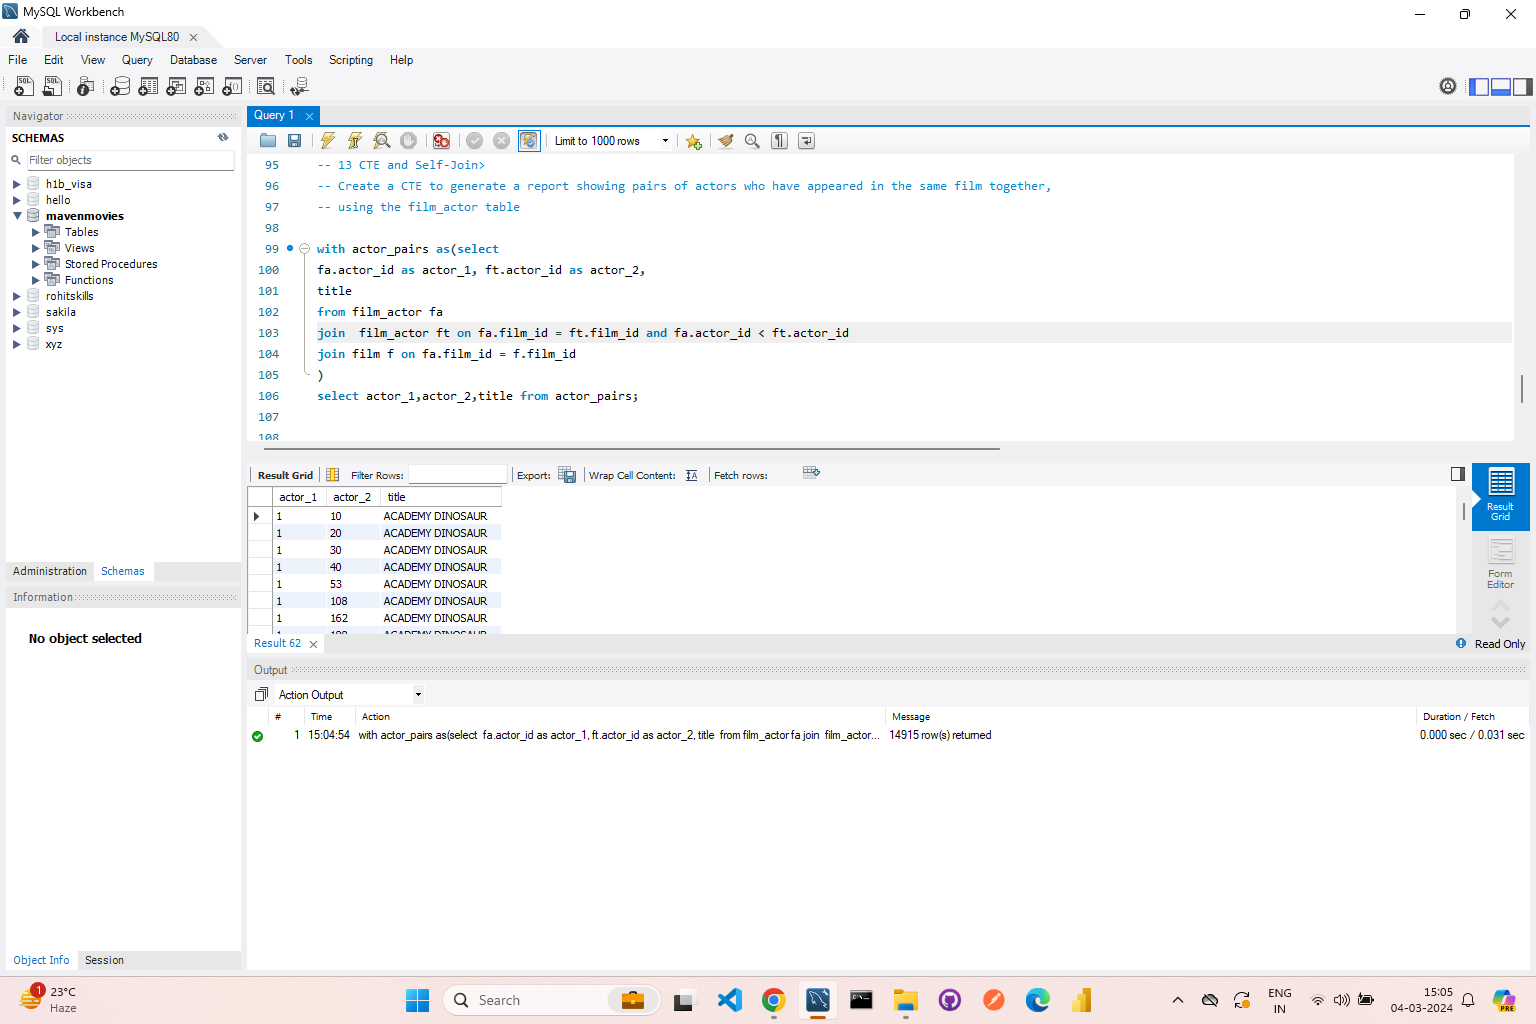 MySQL Workbench
Local instance MySQL80
File Edit View Query Database Server Tools Scripting Help
Navigator
SCHEMAS
Filter objects
h1b_visa
hello
mavenmovies
Tables
Views
Stored Procedures
Functions
rohitskills
sakila
sys
xyz
Administration Schemas
Information
No object selected
Object Info Session
Query 1
Limit to 1000 rows
95 -- 13 CTE and Self-Join>
96 -- Create a CTE to generate a report showing pairs of actors who have appeared in the same film together,
97 -- using the film_actor table
98
99 with actor_pairs as(select
100 fa.actor_id as actor_1, ft.actor_id as actor_2,
101 title
102 from film_actor fa
103 join  film_actor ft on fa.film_id = ft.film_id and fa.actor_id < ft.actor_id
104 join film f on fa.film_id = f.film_id
105 )
106 select actor_1,actor_2,title from actor_pairs;
107
108
Result Grid Filter Rows: Export: Wrap Cell Content: Fetch rows:
actor_1 actor_2 title
1 10 ACADEMY DINOSAUR
1 20 ACADEMY DINOSAUR
1 30 ACADEMY DINOSAUR
1 40 ACADEMY DINOSAUR
1 53 ACADEMY DINOSAUR
1 108 ACADEMY DINOSAUR
1 162 ACADEMY DINOSAUR
Result Grid
Form Editor
Result 62
Read Only
Output
Action Output
# Time Action Message Duration / Fetch
1 15:04:54 with actor_pairs as(select  fa.actor_id as actor_1, ft.actor_id as actor_2, title  from film_actor fa join  film_actor... 14915 row(s) returned 0.000 sec / 0.031 sec
1
23°C
Haze
Search
PRE
ENG
IN
15:05
04-03-2024